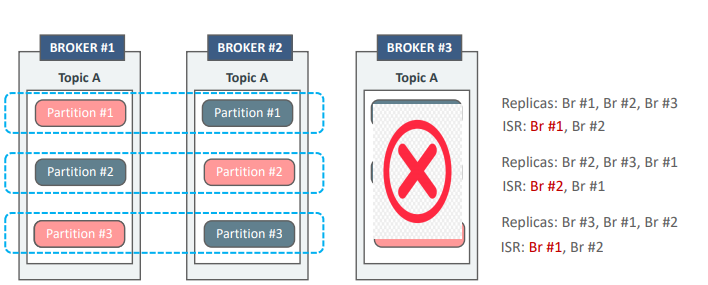 BROKER #1
BROKER #2
BROKER #3
Topic A
Topic A
Topic A
Partition #1
Partition #1
Partition #2
Partition #2
Partition #3
Partition #3
Replicas: Br #1, Br #2, Br #3
ISR: Br #1, Br #2
Replicas: Br #2, Br #3, Br #1
ISR: Br #2, Br #1
Replicas: Br #3, Br #1, Br #2
ISR: Br #1, Br #2